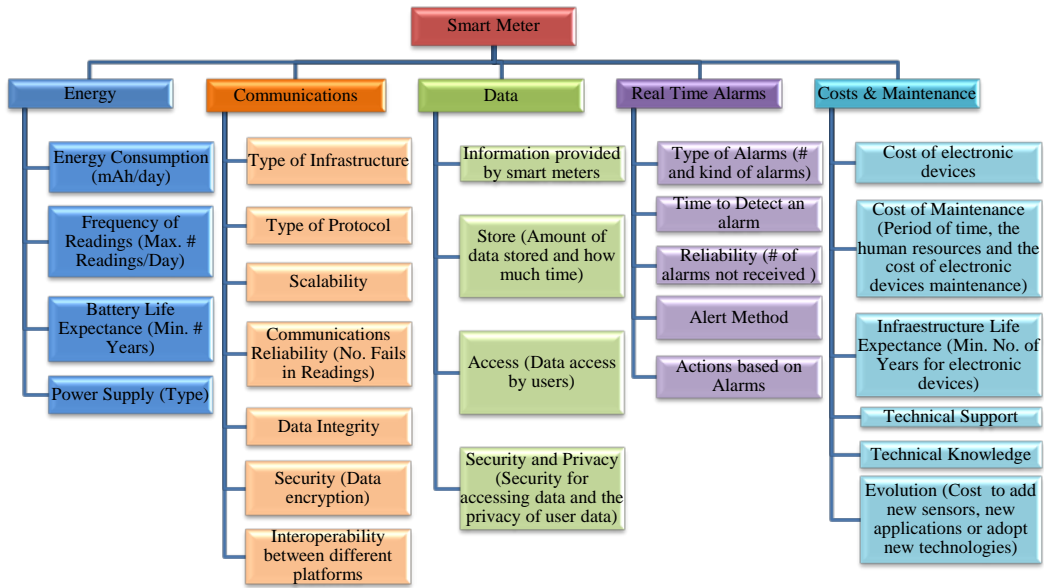 Smart Meter
Energy
Communications
Data
Real Time Alarms
Costs & Maintenance
Energy Consumption
(mAh/day)
Frequency of
Readings (Max. #
Readings/Day)
Battery Life
Expectance (Min. #
Years)
Power Supply (Type)
Type of Infrastructure
Type of Protocol
Scalability
Communications
Reliability (No. Fails
in Readings)
Data Integrity
Security (Data
encryption)
Interoperability
between different
platforms
Information provided
by smart meters
Store (Amount of
data stored and how
much time)
Access (Data access
by users)
Security and Privacy
(Security for
accessing data and the
privacy of user data)
Type of Alarms (#
and kind of alarms)
Time to Detect an
alarm
Reliability (# of
alarms not received )
Alert Method
Actions based on
Alarms
Cost of electronic
devices
Cost of Maintenance
(Period of time, the
human resources and the
cost of electronic
devices maintenance)
Infraestructure Life
Expectance (Min. No. of
Years for electronic
devices)
Technical Support
Technical Knowledge
Evolution (Cost to add
new sensors, new
applications or adopt
new technologies)